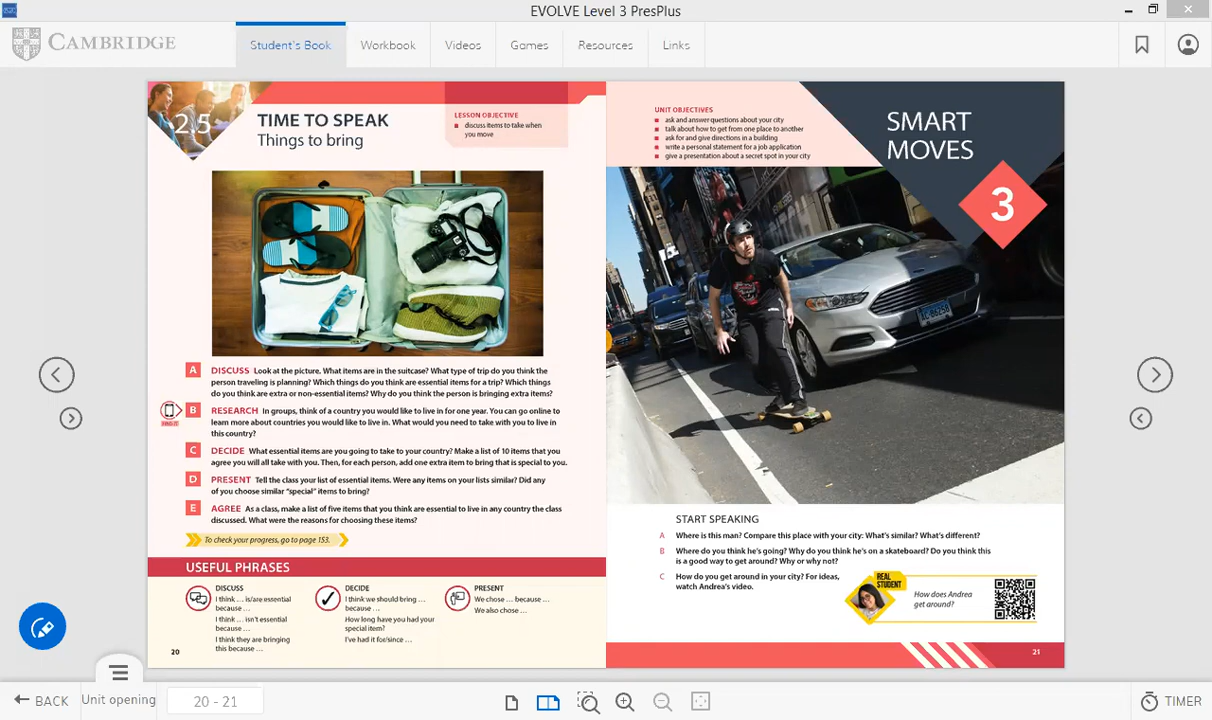 EVOLVE Level 3 PresPlus
CAMBRIDGE
Student's Book
Workbook
Videos
Games
Resources
Links
2.5
TIME TO SPEAK
Things to bring
LESSON OBJECTIVE
discuss items to take when
you move
A DISCUSS Look at the picture. What items are in the suitcase? What type of trip do you think the
person traveling is planning? Which things do you think are essential items for a trip? Which things
do you think are extra or non-essential items? Why do you think the person is bringing extra items?
FIND IT
B RESEARCH In groups, think of a country you would like to live in for one year. You can go online to
learn more about countries you would like to live in. What would you need to take with you to live in
this country?
C DECIDE What essential items are you going to take to your country? Make a list of 10 items that you
agree you will all take with you. Then, for each person, add one extra item to bring that is special to you.
D PRESENT Tell the class your list of essential items. Were any items on your lists similar? Did any
of you choose similar “special” items to bring?
E AGREE As a class, make a list of five items that you think are essential to live in any country the class
discussed. What were the reasons for choosing these items?
To check your progress, go to page 153.
USEFUL PHRASES
DISCUSS
I think … is/are essential
because …
I think … isn't essential
because …
I think they are bringing
this because …
DECIDE
I think we should bring …
because …
How long have you had your
special item?
I've had it for/since …
PRESENT
We chose … because …
We also chose …
20
UNIT OBJECTIVES
ask and answer questions about your city
talk about how to get from one place to another
ask for and give directions in a building
write a personal statement for a job application
give a presentation about a secret spot in your city
SMART
MOVES
3
START SPEAKING
A Where is this man? Compare this place with your city: What's similar? What's different?
B Where do you think he's going? Why do you think he's on a skateboard? Do you think this
is a good way to get around? Why or why not?
C How do you get around in your city? For ideas,
watch Andrea's video.
REAL
STUDENT
How does Andrea
get around?
21
BACK
Unit opening
20 - 21
TIMER